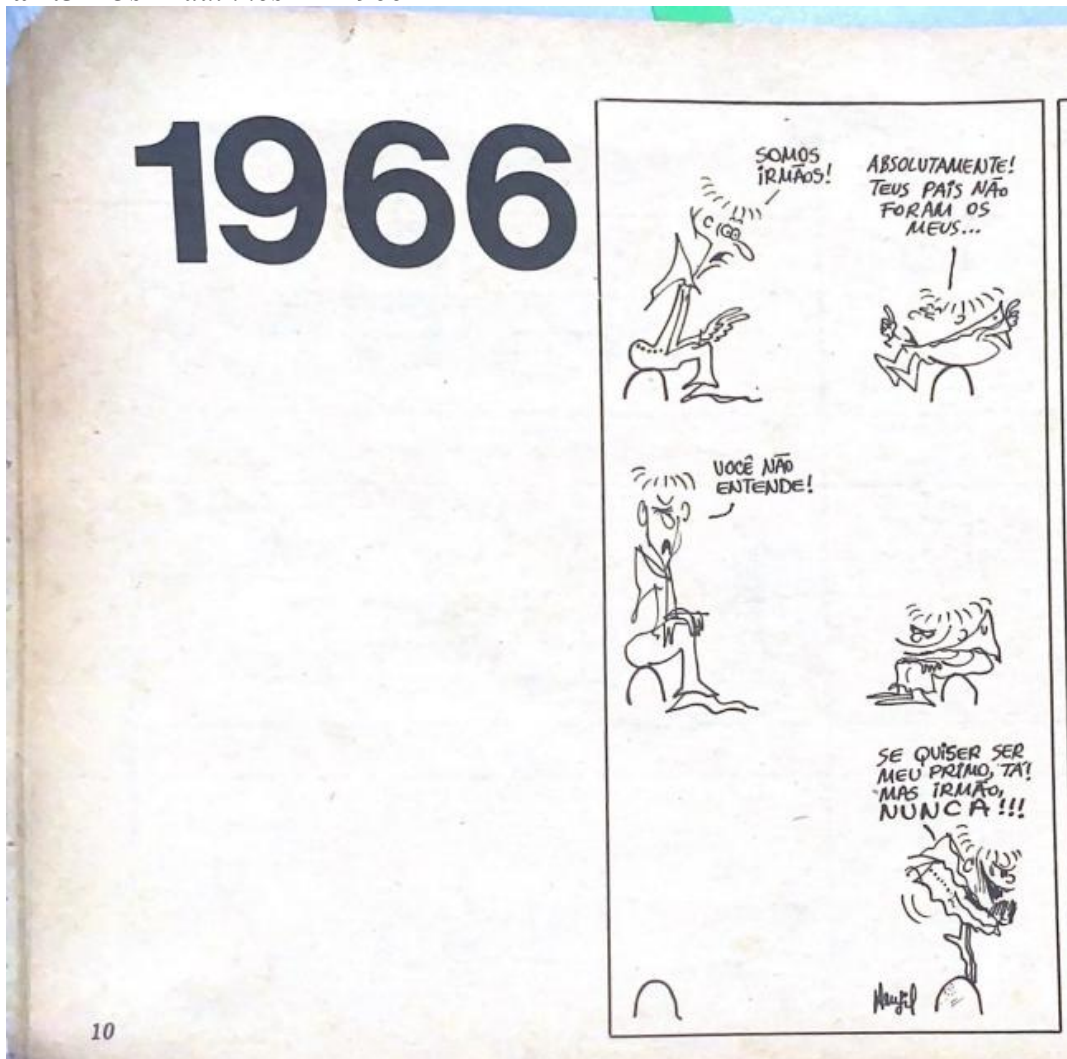 1966
SOMOS
IRMÃOS!
ABSOLUTAMENTE!
TEUS PAIS NÃO
FORAM OS
MEUS...
VOCÊ NÃO
ENTENDE!
SE QUISER SER
MEU PRIMO, TÁ!
MAS IRMÃO,
NUNCA!!!
Henfil
10